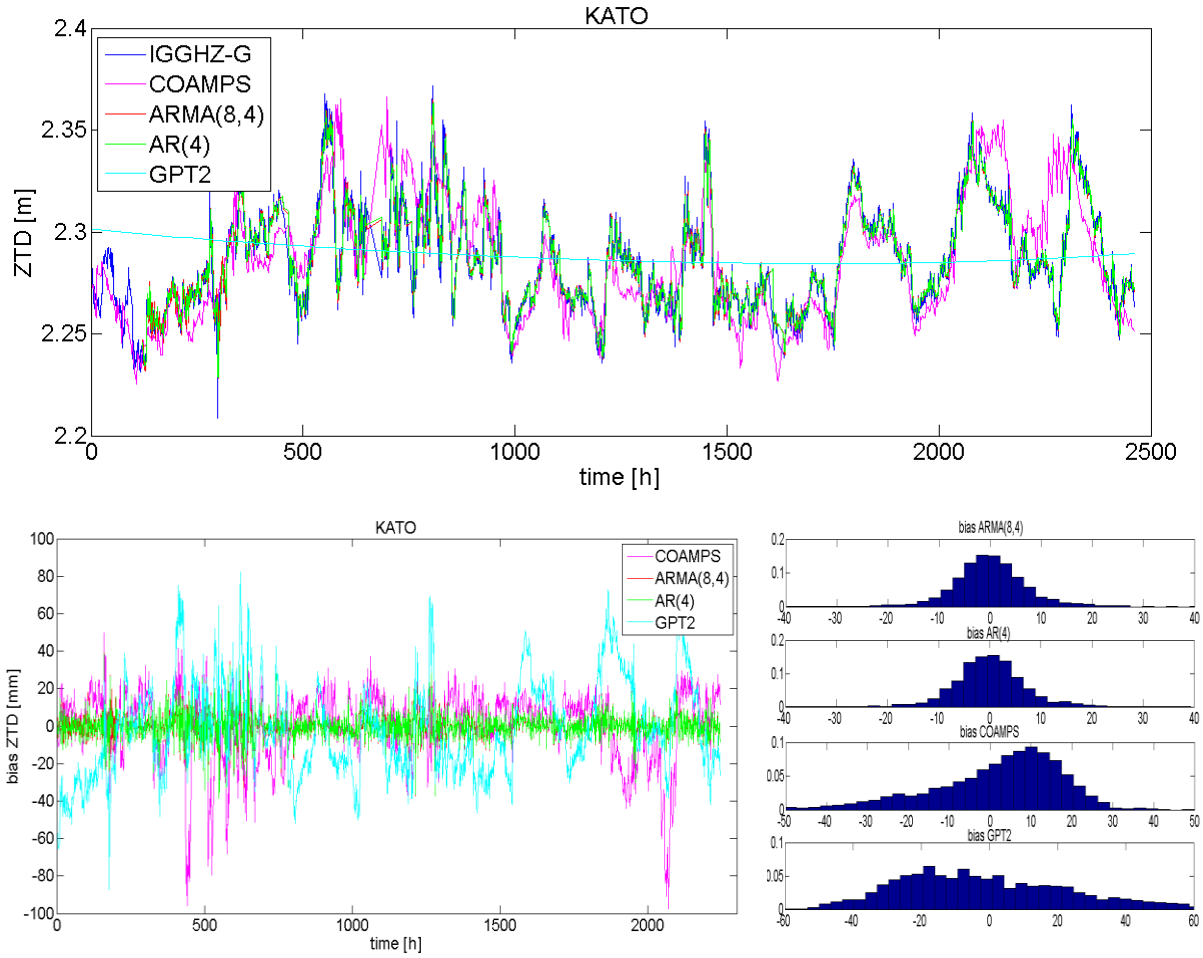 KATO
2.4
2.35
2.3
2.25
2.2
ZTD [m]
IGGHZ-G
COAMPS
ARMA(8,4)
AR(4)
GPT2
0 500 1000 1500 2000 2500
time [h]
KATO
100
80
60
40
20
0
-20
-40
-60
-80
-100
bias ZTD [mm]
COAMPS
ARMA(8,4)
AR(4)
GPT2
0 500 1000 1500 2000
time [h]
bias ARMA(8,4)
0.2
0.1
0
-40 -30 -20 -10 0 10 20 30 40
bias AR(4)
0.2
0.1
0
-40 -30 -20 -10 0 10 20 30 40
bias COAMPS
0.1
0.05
0
-50 -40 -30 -20 -10 0 10 20 30 40 50
bias GPT2
0.1
0.05
0
-60 -40 -20 0 20 40 60